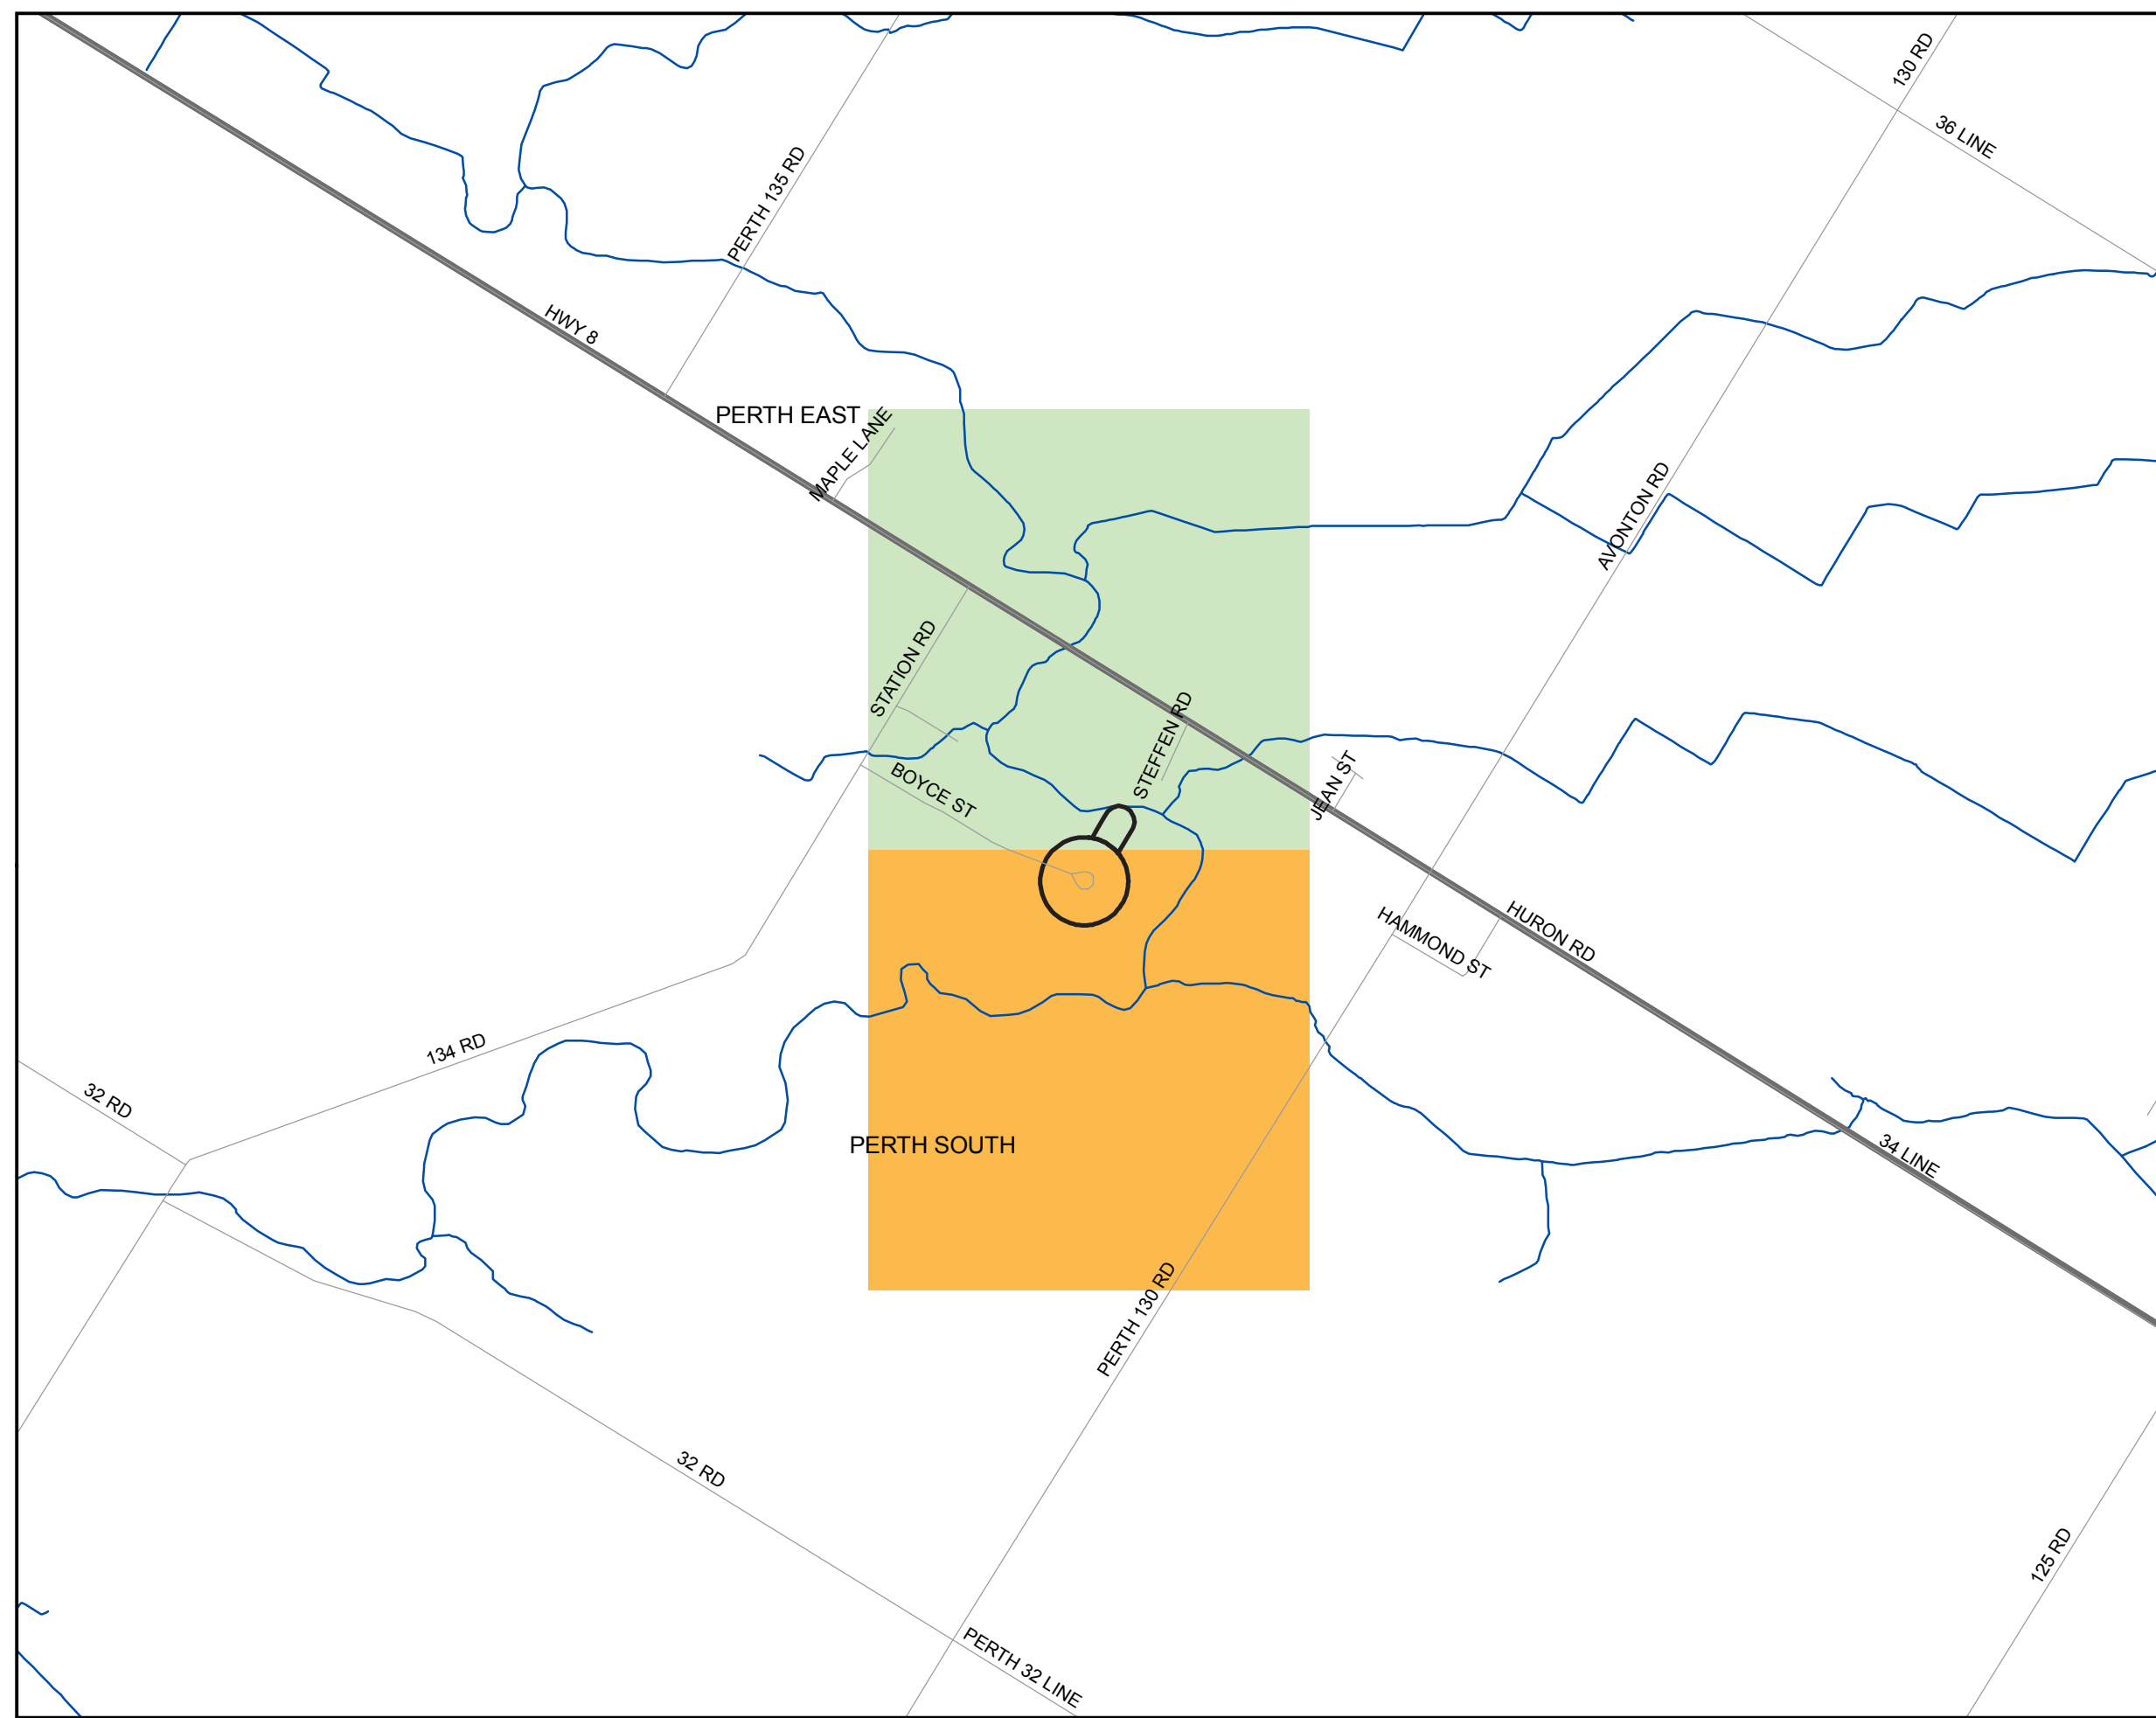 130 RD
36 LINE
PERTH 135 RD
HWY 8
PERTH EAST
MAPLE LANE
AVONTON RD
STATION RD
STEFFEN RD
BOYCE ST
JEAN ST
HAMMOND ST
HURON RD
134 RD
32 RD
PERTH SOUTH
34 LINE
PERTH 130 RD
32 RD
125 RD
PERTH 32 LINE